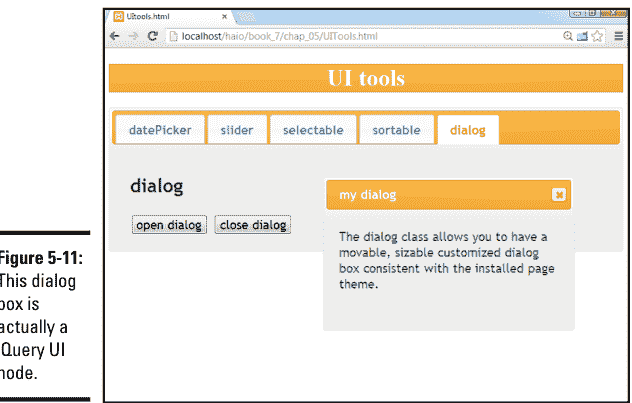 UItools.html
localhost/haio/book_7/chap_05/UITools.html
UI tools
datePicker slider selectable sortable dialog
dialog
open dialog close dialog
my dialog
The dialog class allows you to have a
movable, sizable customized dialog
box consistent with the installed page
theme.
Figure 5-11:
This dialog
box is
actually a
Query UI
node.